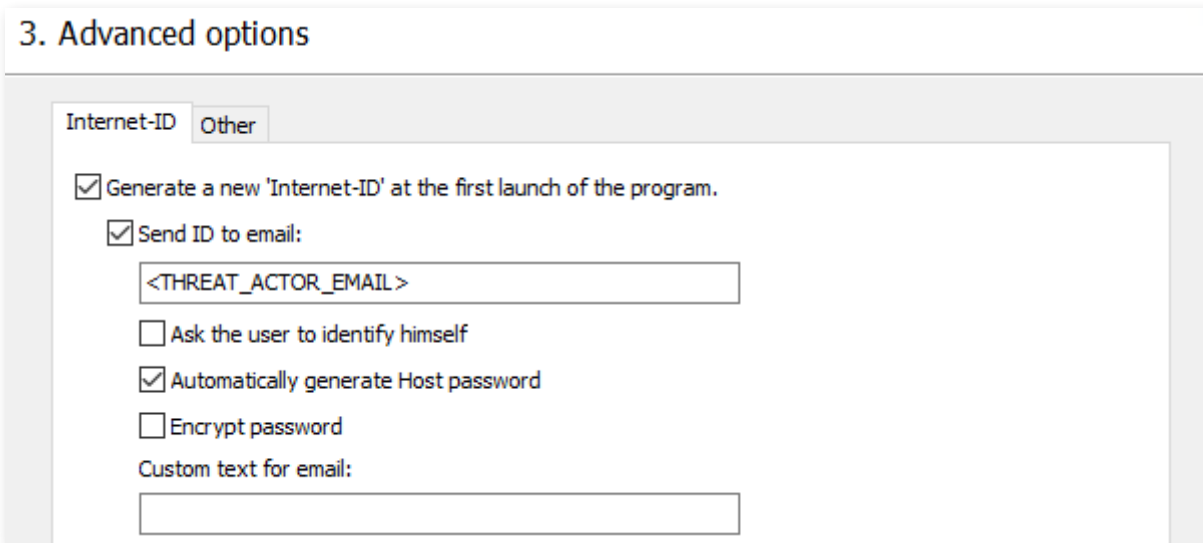 3. Advanced options
Internet-ID Other
Generate a new 'Internet-ID' at the first launch of the program.
Send ID to email:
<THREAT_ACTOR_EMAIL>
Ask the user to identify himself
Automatically generate Host password
Encrypt password
Custom text for email: